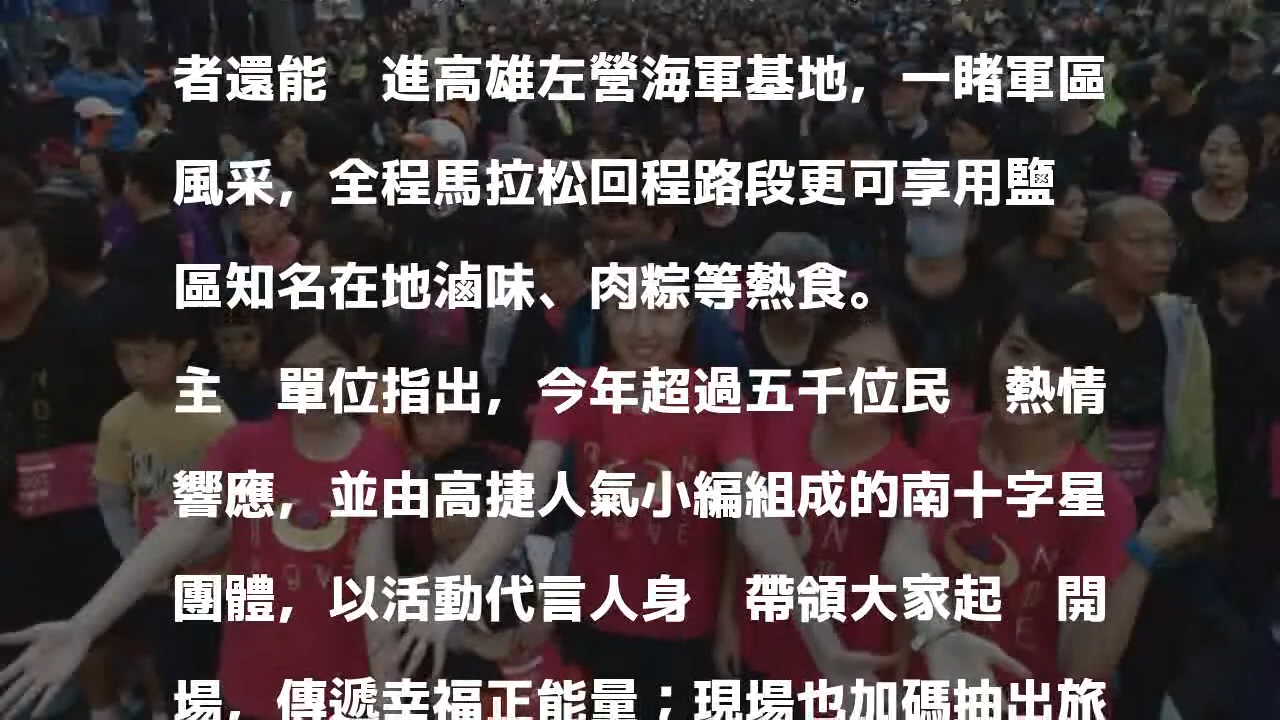 者還能　進高雄左營海軍基地，一睹軍區
風采，全程馬拉松回程路段更可享用鹽
區知名在地滷味、肉粽等熱食。
主　單位指出，今年超過五千位民　熱情
響應，並由高捷人氣小編組成的南十字星
團體，以活動代言人身　帶領大家起　開
場，傳遞幸福正能量；現場也加碼抽出旅